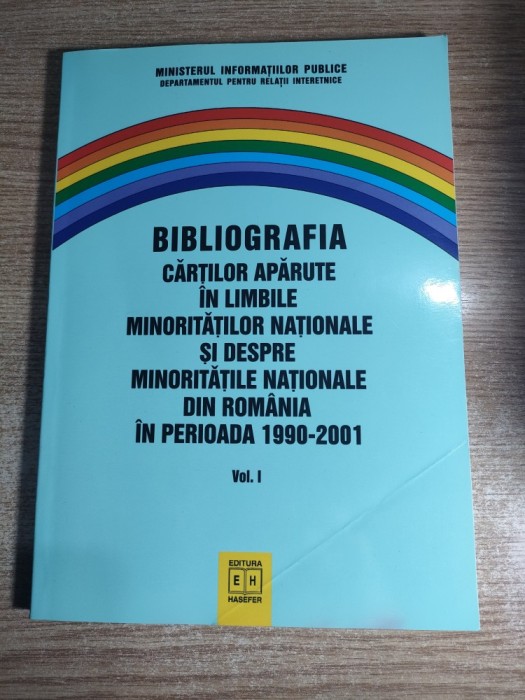 MINISTERUL INFORMAȚIILOR PUBLICE
DEPARTAMENTUL PENTRU RELAȚII INTERETNICE
BIBLIOGRAFIA
CĂRȚILOR APĂRUTE
ÎN LIMBILE
MINORITĂȚILOR NAȚIONALE
ȘI DESPRE
MINORITĂȚILE NAȚIONALE
DIN ROMÂNIA
ÎN PERIOADA 1990-2001
Vol. I
EDITURA
E H
HASEFER